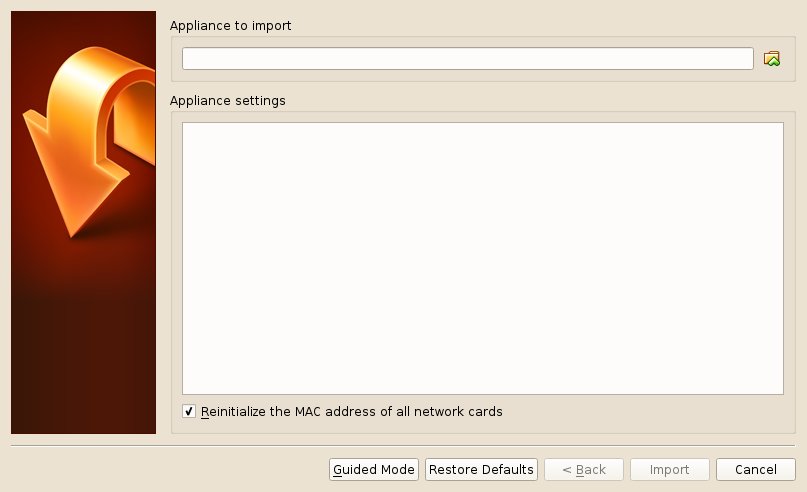 Appliance to import
Appliance settings
Reinitialize the MAC address of all network cards
Guided Mode
Restore Defaults
< Back
Import
Cancel